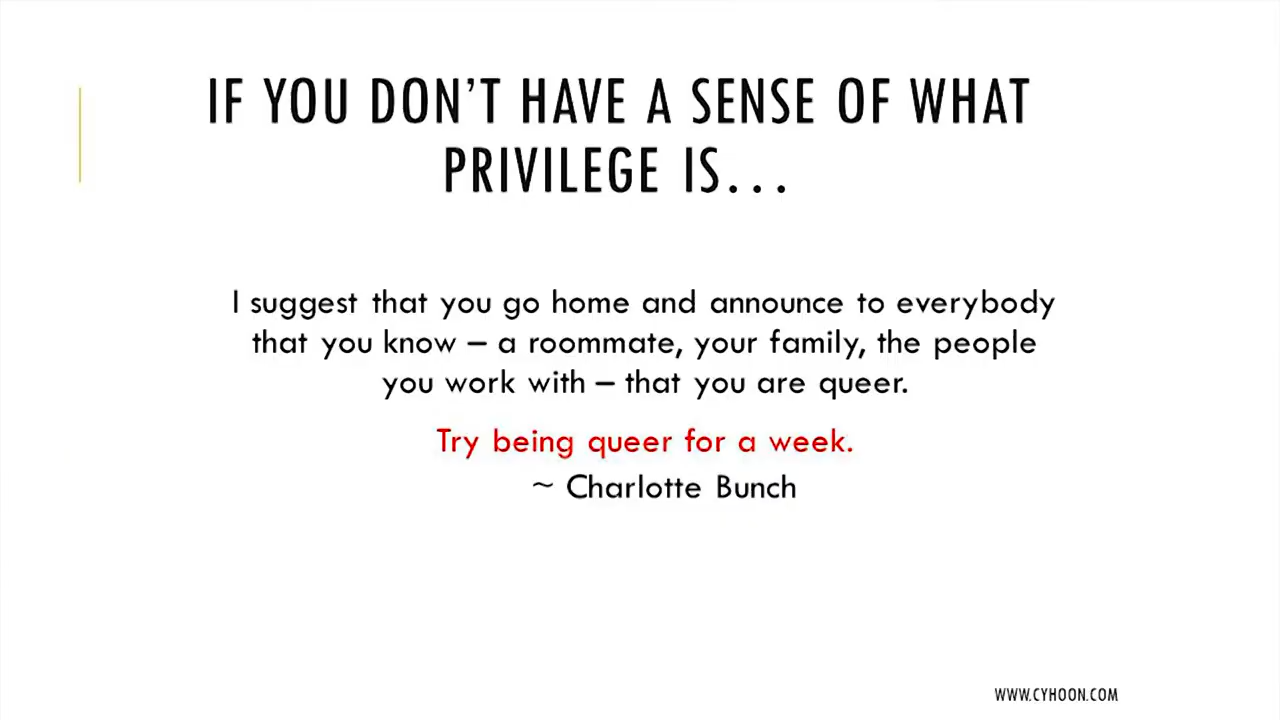 IF YOU DON’T HAVE A SENSE OF WHAT
PRIVILEGE IS…
I suggest that you go home and announce to everybody
that you know – a roommate, your family, the people
you work with – that you are queer.
Try being queer for a week.
~ Charlotte Bunch
WWW.CYHOON.COM